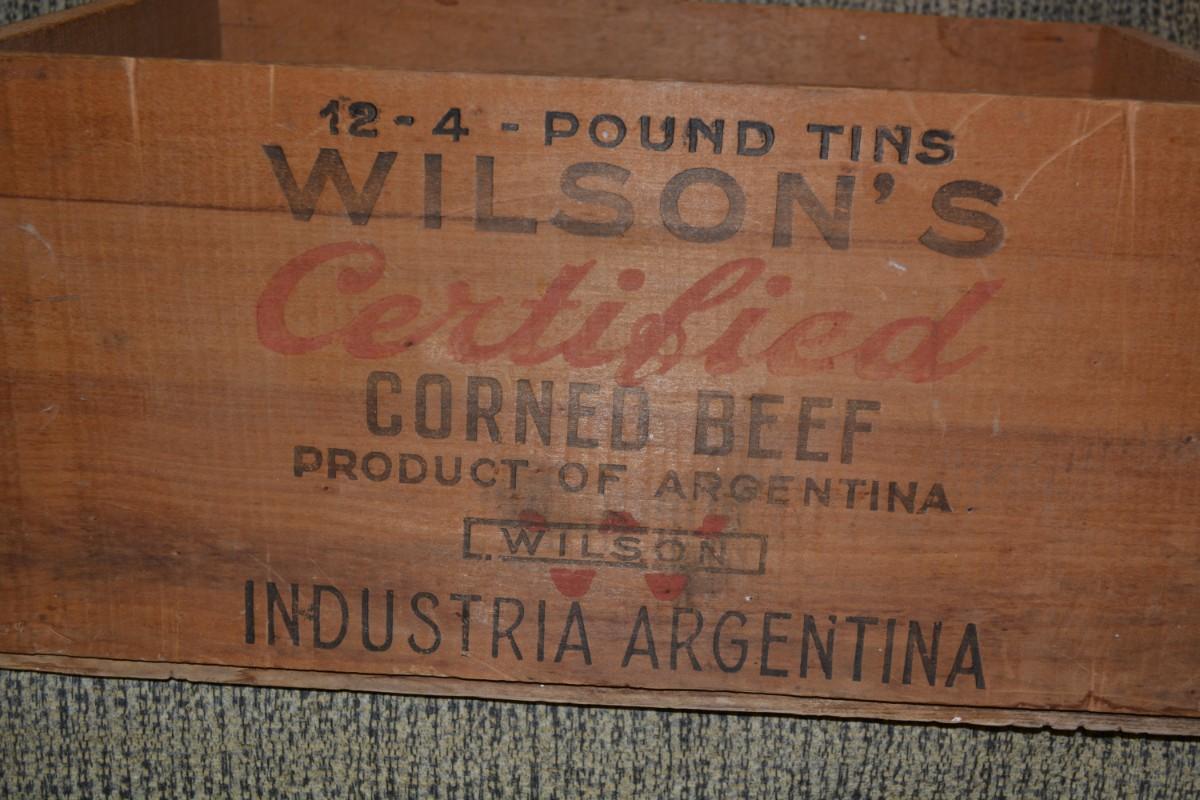 12-4-POUND TINS
WILSON'S
Certified
CORNED BEEF
PRODUCT OF ARGENTINA
WILSON
INDUSTRIA ARGENTINA